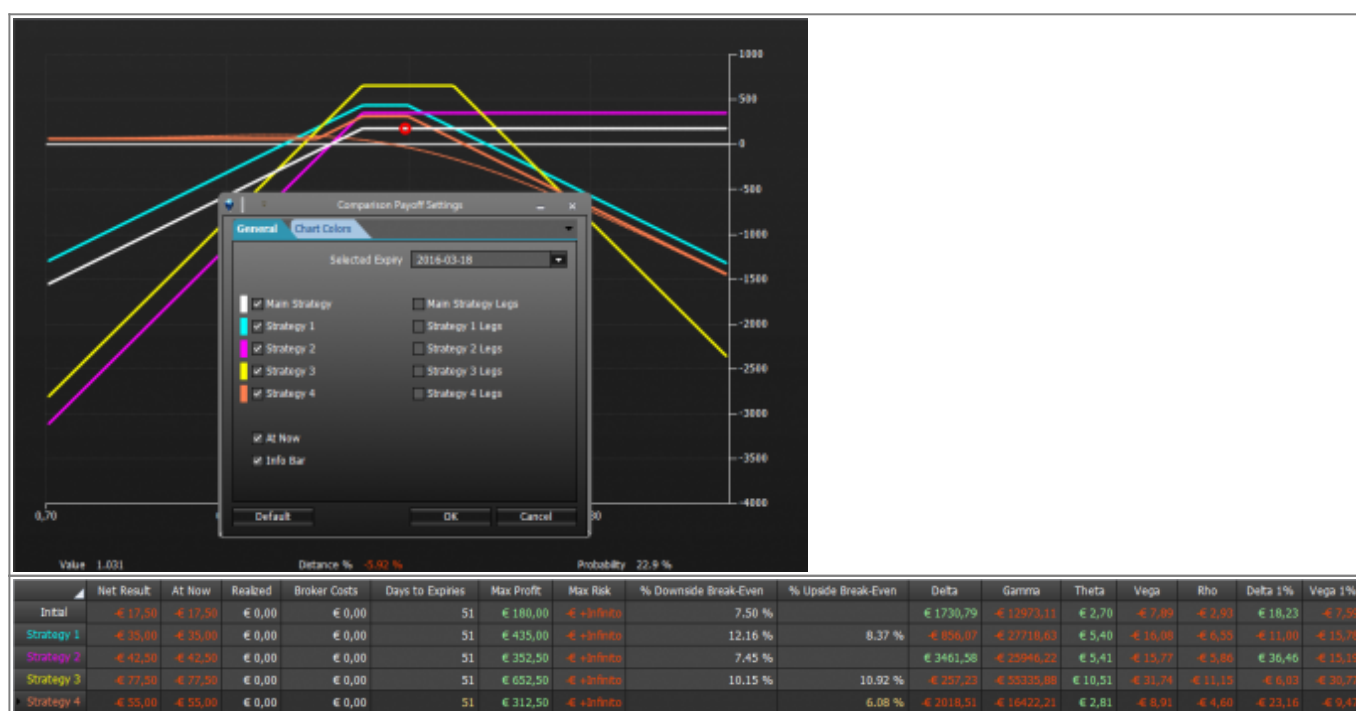 1000
500
0
-500
Comparison Payoff Settings
General Chart Colors
-1000
Selected Expiry 2016-03-18
-1500
Main Strategy Main Strategy Legs
Strategy 1 Strategy 1 Legs
-2000
Strategy 2 Strategy 2 Legs
Strategy 3 Strategy 3 Legs
-2500
Strategy 4 Strategy 4 Legs
-3000
At Now
Info Bar
-3500
-4000
0,70
Default OK Cancel
Value 1.031 Distance % -5.92 % Probability 22.9 %
Net Result At Now Realized Broker Costs Days to Expiries Max Profit Max Risk % Downside Break-Even % Upside Break-Even Delta Gamma Theta Vega Rho Delta 1% Vega 1%
Initial -€ 17,50 -€ 17,50 € 0,00 € 0,00 51 € 180,00 -€ +Infinito 7.50 % € 1730,79 -€ 12973,11 € 2,70 -€ 7,89 -€ 2,93 € 18,23
Strategy 1 -€ 35,00 -€ 35,00 € 0,00 € 0,00 51 € 435,00 -€ +Infinito 12.16 % 8.37 % -€ 856,07 -€ 27718,63 € 5,40 -€ 16,08 -€ 6,55 -€ 11,00
Strategy 2 -€ 42,50 -€ 42,50 € 0,00 € 0,00 51 € 352,50 -€ +Infinito 7.45 % € 3461,58 -€ 25946,22 € 5,41 -€ 15,77 -€ 5,86 € 36,46
Strategy 3 -€ 77,50 -€ 77,50 € 0,00 € 0,00 51 € 652,50 -€ +Infinito 10.15 % 10.92 % -€ 257,23 € 10,51 -€ 31,74 -€ 11,15 -€ 6,03
Strategy 4 -€ 55,00 -€ 55,00 € 0,00 € 0,00 51 € 312,50 -€ +Infinito 6.08 % -€ 2018,51 -€ 16422,21 € 2,81 -€ 8,91 -€ 4,60 -€ 23,16